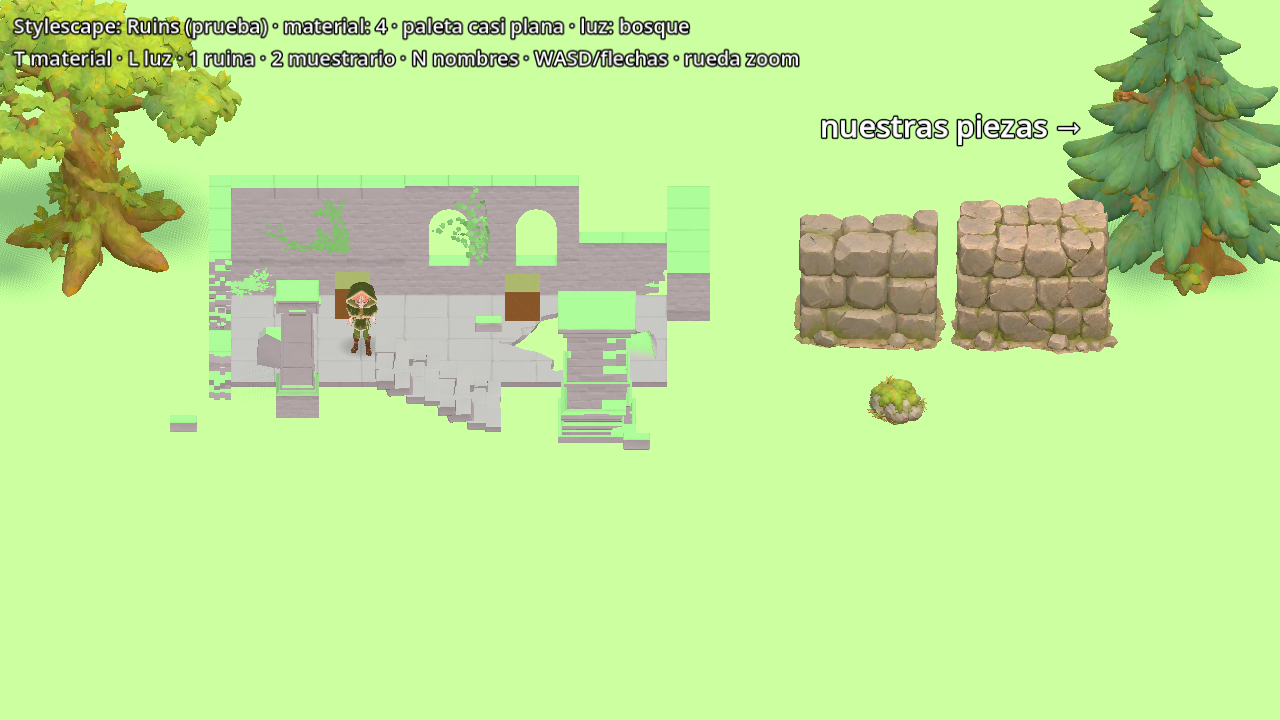 Stylescape: Ruins (prueba) · material: 4 · paleta casi plana · luz: bosque
T material · L luz · 1 ruina · 2 muestrario · N nombres · WASD/flechas · rueda zoom
nuestras piezas →